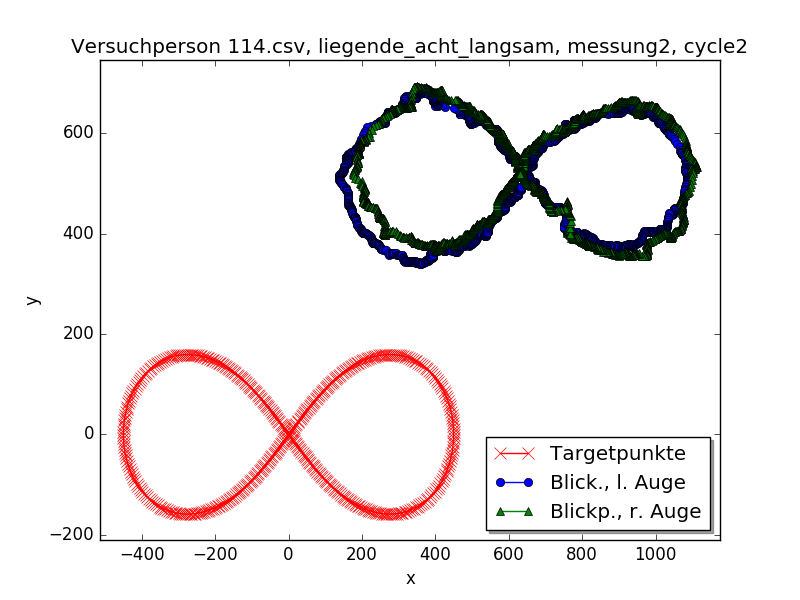 Versuchperson 114.csv, liegende_acht_langsam, messung2, cycle2
y
600
400
200
0
−200
−400
−200
0
200
400
600
800
1000
x
Targetpunkte
Blick., l. Auge
Blickp., r. Auge